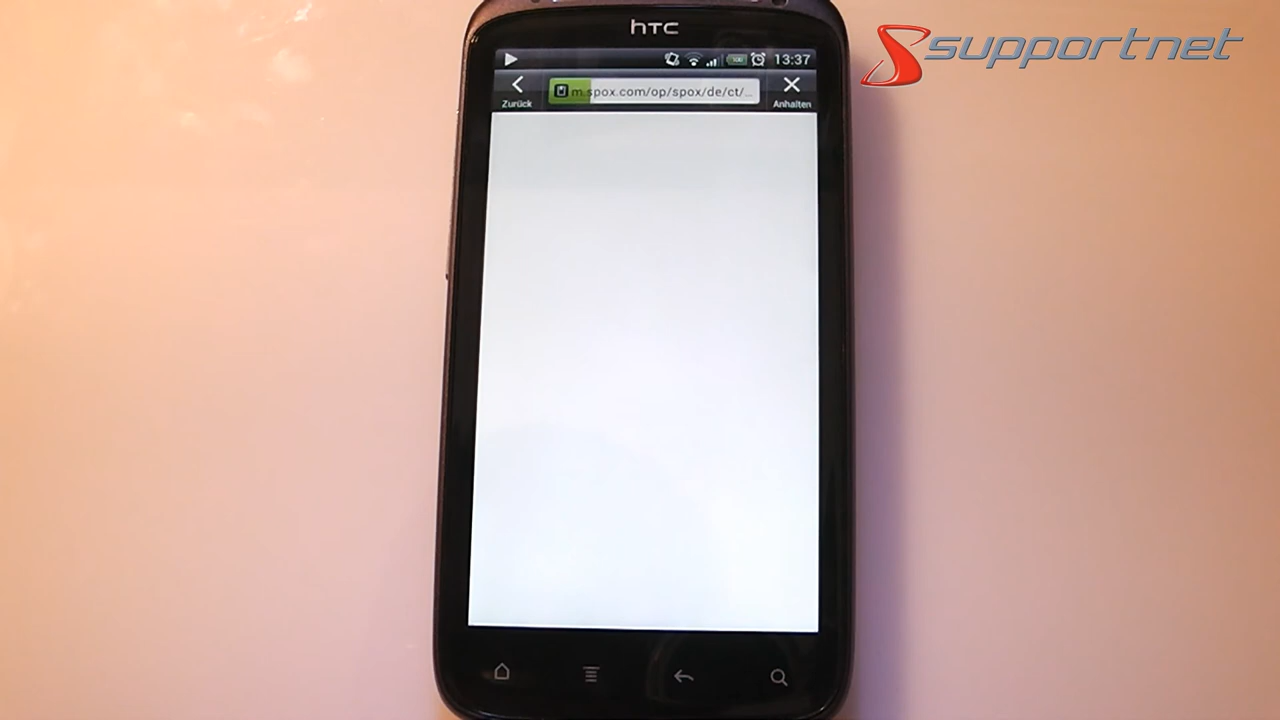 htc
supportnet
13:37
Zurück
m.spox.com/op/spox/de/ct/...
Anhalten